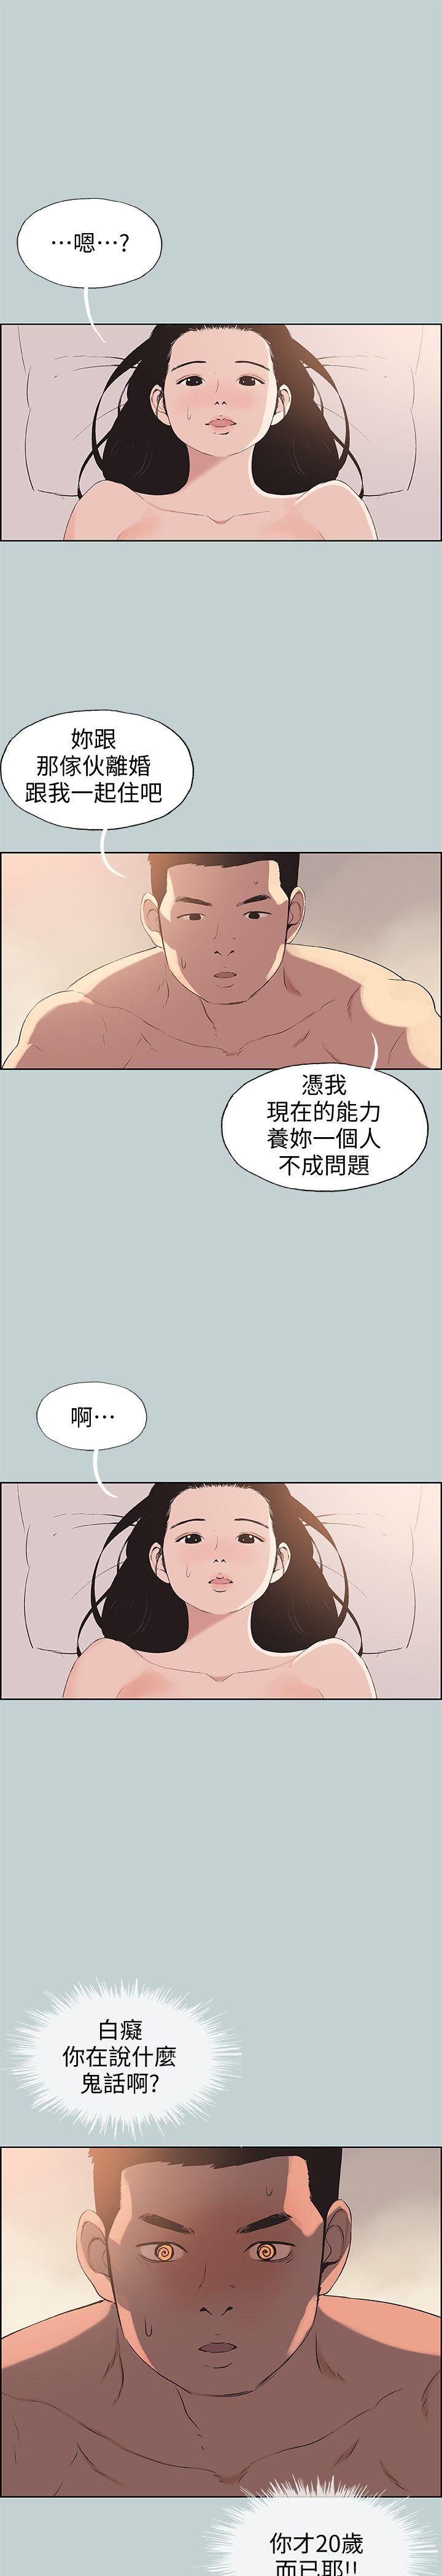 …嗯…?
妳跟
那傢伙離婚
跟我一起住吧
憑我
現在的能力
養妳一個人
不成問題
啊…
白癡
你在說什麼
鬼話啊?
你才20歲
而已耶!!